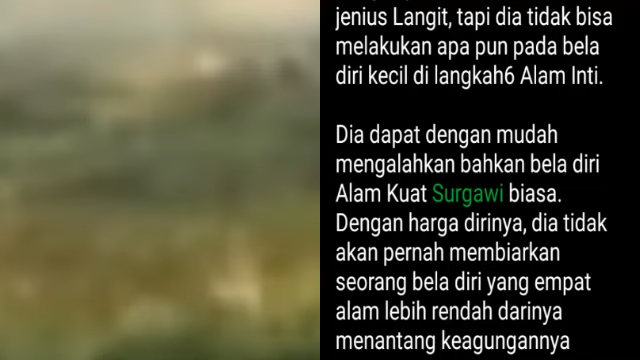 jenius Langit, tapi dia tidak bisa
melakukan apa pun pada bela
diri kecil di langkah6 Alam Inti.
Dia dapat dengan mudah
mengalahkan bahkan bela diri
Alam Kuat Surgawi biasa.
Dengan harga dirinya, dia tidak
akan pernah membiarkan
seorang bela diri yang empat
alam lebih rendah darinya
menantang keagungannya